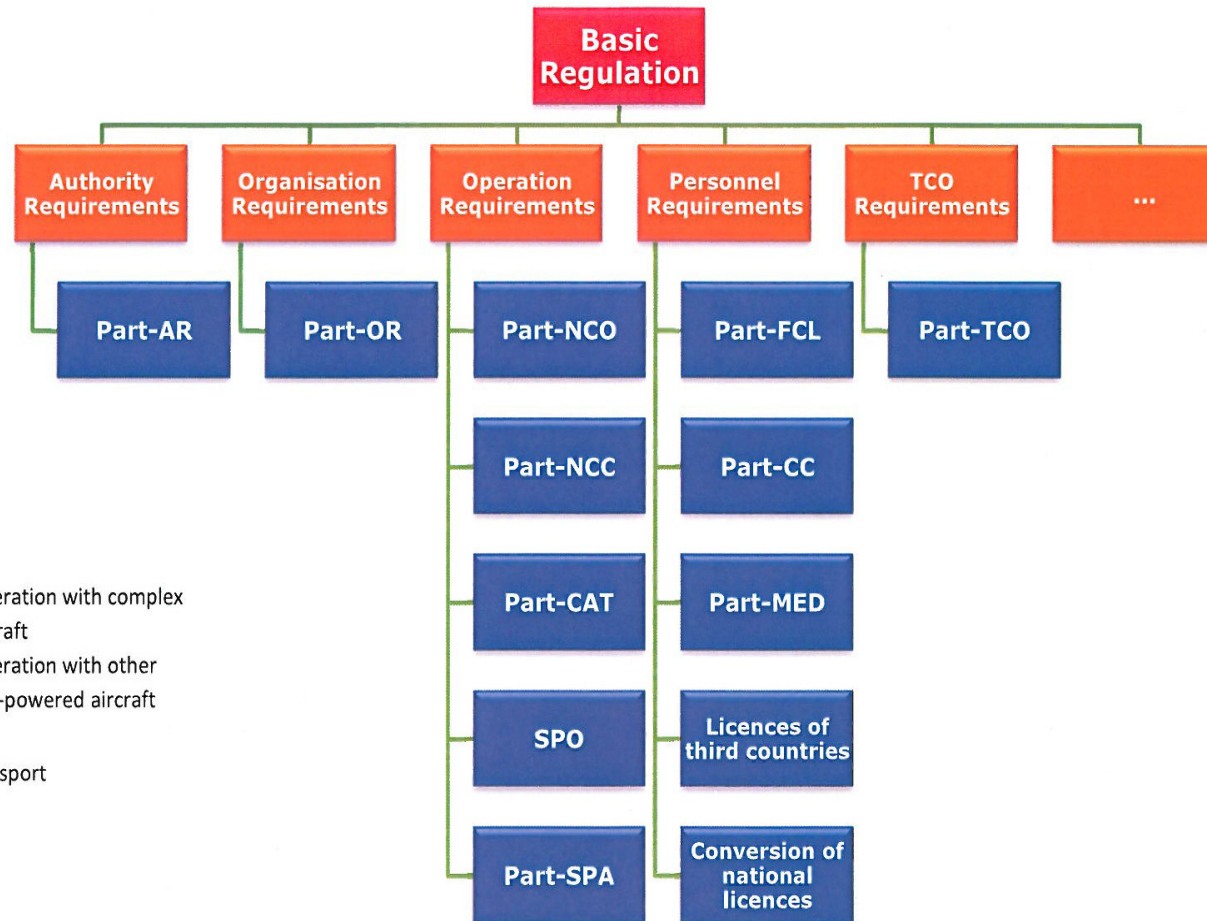 Basic
Regulation
Authority
Requirements
Organisation
Requirements
Operation
Requirements
Personnel
Requirements
TCO
Requirements
...
Part-AR
Part-OR
Part-NCO
Part-FCL
Part-TCO
Part-NCC
Part-CC
Part-CAT
Part-MED
SPO
Licences of
third countries
Part-SPA
Conversion of
national
licences
eration with complex
raft
eration with other
-powered aircraft
sport